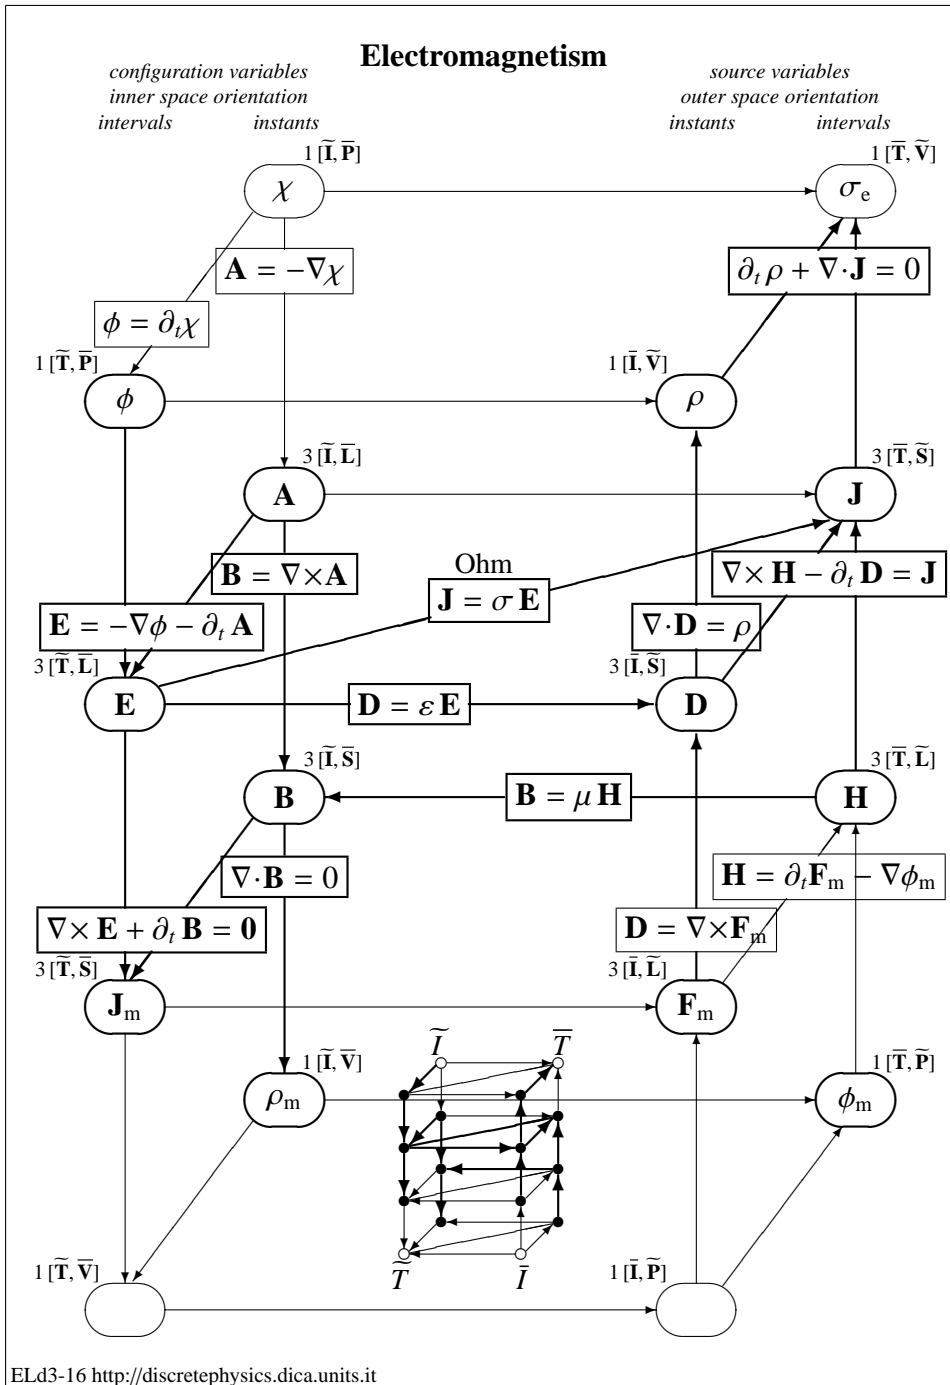 Electromagnetism
configuration variables
inner space orientation
intervals instants
source variables
outer space orientation
instants intervals
1 [Ĩ, P̅]
1 [T̅, Ṽ]
χ
σₑ
A = −∇χ
∂ₜ ρ + ∇·J = 0
ϕ = ∂ₜχ
1 [T̃, P̅]
1 [I̅, Ṽ]
ϕ
ρ
3 [Ĩ, L̅]
3 [T̅, S̃]
A
J
Ohm
B = ∇×A
J = σ E
∇× H − ∂ₜ D = J
E = −∇ϕ − ∂ₜ A
∇·D = ρ
3 [T̃, L̅]
3 [I̅, S̃]
E
D = ε E
D
3 [Ĩ, S̅]
3 [T̅, L̃]
B
B = μ H
H
∇·B = 0
H = ∂ₜFₘ − ∇ϕₘ
∇× E + ∂ₜ B = 0
D = ∇×Fₘ
3 [T̃, S̅]
3 [I̅, L̃]
Jₘ
Fₘ
Ĩ T̅
1 [Ĩ, V̅]
1 [T̅, P̃]
ρₘ
ϕₘ
T̃ I̅
1 [T̃, V̅]
1 [I̅, P̃]
ELd3-16 http://discretephysics.dica.units.it